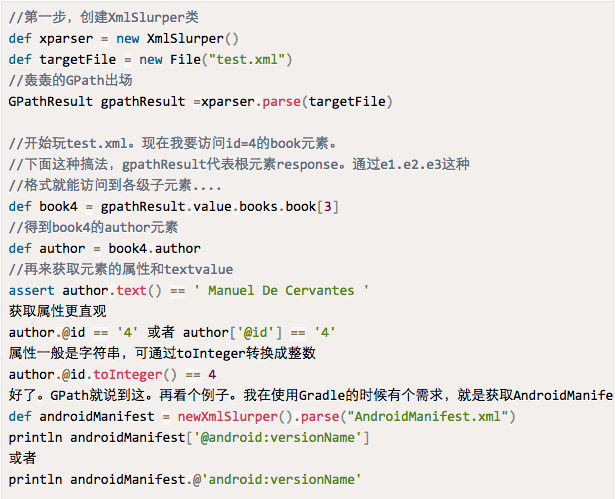 //第一步，创建XmlSlurper类
def xparser = new XmlSlurper()
def targetFile = new File("test.xml")
//轰轰的GPath出场
GPathResult gpathResult =xparser.parse(targetFile)
//开始玩test.xml。现在我要访问id=4的book元素。
//下面这种搞法，gpathResult代表根元素response。通过e1.e2.e3这种
//格式就能访问到各级子元素....
def book4 = gpathResult.value.books.book[3]
//得到book4的author元素
def author = book4.author
//再来获取元素的属性和textvalue
assert author.text() == ' Manuel De Cervantes '
获取属性更直观
author.@id == '4' 或者 author['@id'] == '4'
属性一般是字符串，可通过toInteger转换成整数
author.@id.toInteger() == 4
好了。GPath就说到这。再看个例子。我在使用Gradle的时候有个需求，就是获取AndroidManife
def androidManifest = newXmlSlurper().parse("AndroidManifest.xml")
println androidManifest['@android:versionName']
或者
println androidManifest.@'android:versionName'